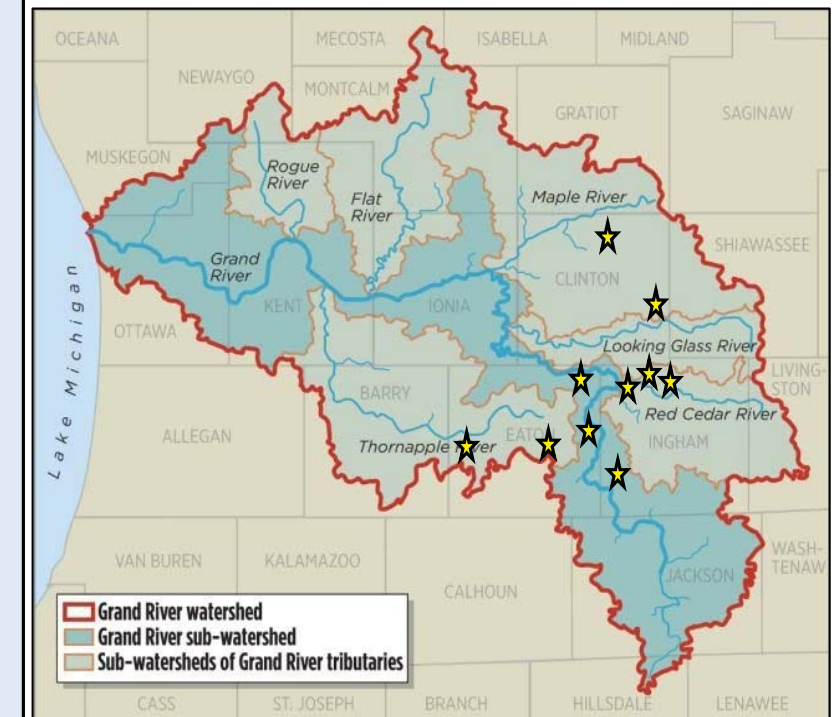 OCEANA
MECOSTA
ISABELLA
MIDLAND
NEWAYGO
MONTCALM
GRATIOT
SAGINAW
MUSKEGON
Rogue
River
Flat
River
Maple River
SHIAWASSEE
Grand
River
CLINTON
KENT
IONIA
OTTAWA
Looking Glass River
LIVING-
STON
Lake Michigan
BARRY
Red Cedar River
ALLEGAN
Thornapple River
EATON
INGHAM
VAN BUREN
KALAMAZOO
CALHOUN
JACKSON
WASH-
TENAW
Grand River watershed
Grand River sub-watershed
Sub-watersheds of Grand River tributaries
CASS
ST. JOSEPH
BRANCH
HILLSDALE
LENAWEE